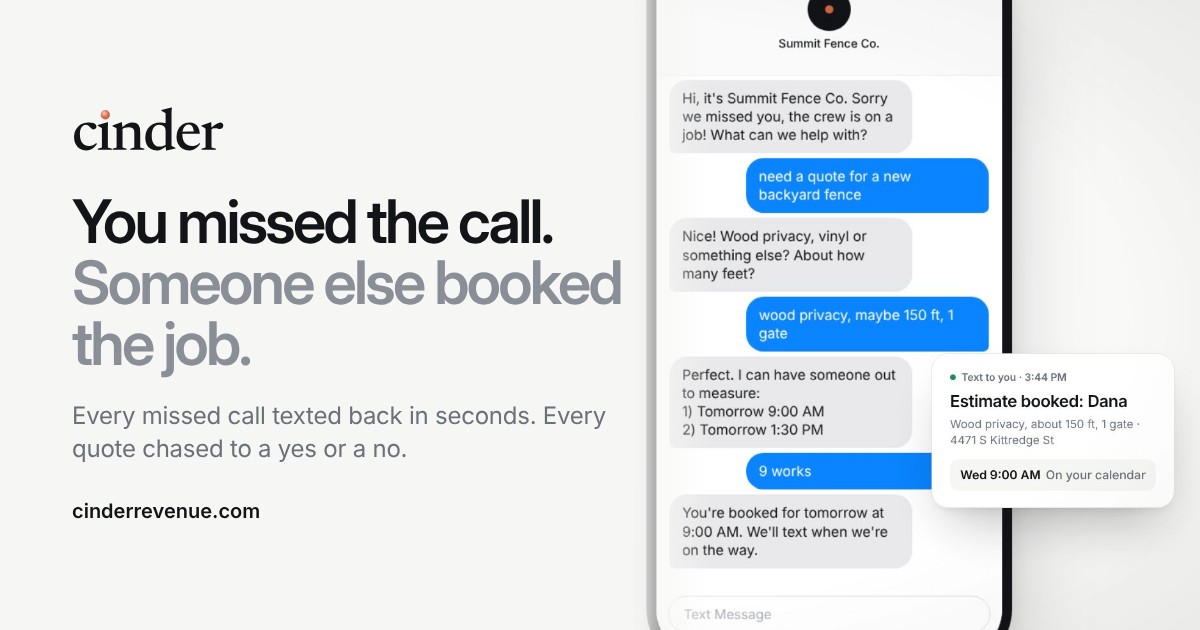 cinder
You missed the call.
Someone else booked
the job.
Every missed call texted back in seconds. Every
quote chased to a yes or a no.
cinderrevenue.com
Summit Fence Co.
Hi, it's Summit Fence Co. Sorry
we missed you, the crew is on a
job! What can we help with?
need a quote for a new
backyard fence
Nice! Wood privacy, vinyl or
something else? About how
many feet?
wood privacy, maybe 150 ft, 1
gate
Perfect. I can have someone out
to measure:
1) Tomorrow 9:00 AM
2) Tomorrow 1:30 PM
9 works
You're booked for tomorrow at
9:00 AM. We'll text when we're
on the way.
Text Message
Text to you · 3:44 PM
Estimate booked: Dana
Wood privacy, about 150 ft, 1 gate ·
4471 S Kittredge St
Wed 9:00 AM On your calendar